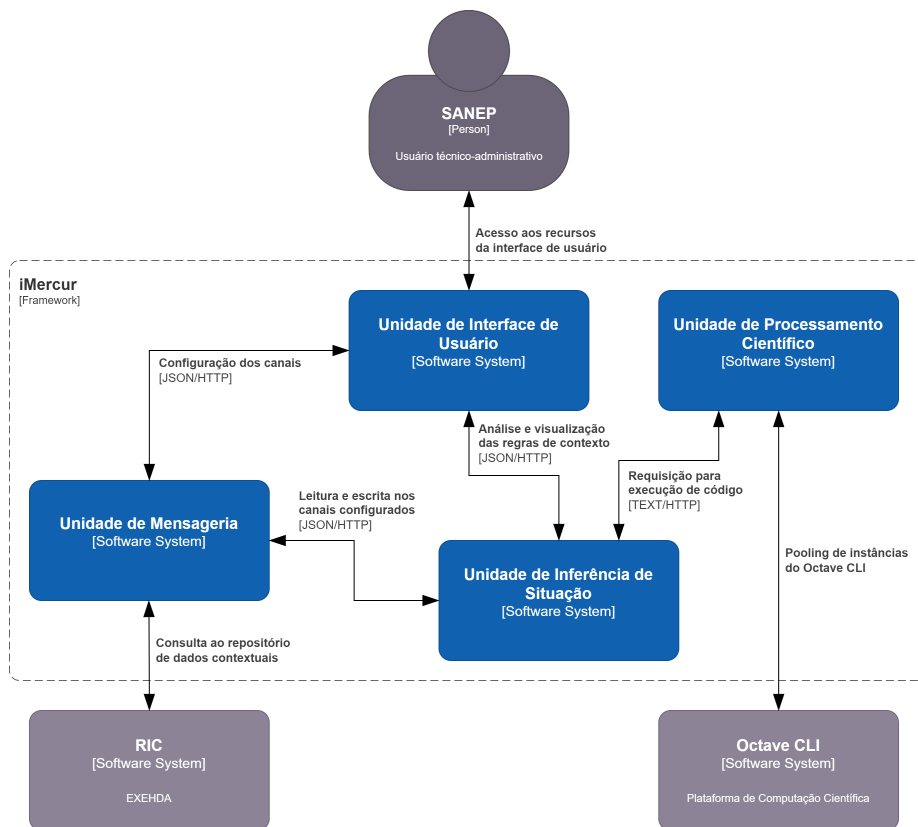 SANEP
[Person]
Usuário técnico-administrativo
Acesso aos recursos
da interface de usuário
iMercur
[Framework]
Unidade de Interface de
Usuário
[Software System]
Unidade de Processamento
Científico
[Software System]
Configuração dos canais
[JSON/HTTP]
Análise e visualização
das regras de contexto
[JSON/HTTP]
Requisição para
execução de código
[TEXT/HTTP]
Leitura e escrita nos
canais configurados
[JSON/HTTP]
Unidade de Mensageria
[Software System]
Unidade de Inferência de
Situação
[Software System]
Pooling de instâncias
do Octave CLI
Consulta ao repositório
de dados contextuais
RIC
[Software System]
EXEHDA
Octave CLI
[Software System]
Plataforma de Computação Científica